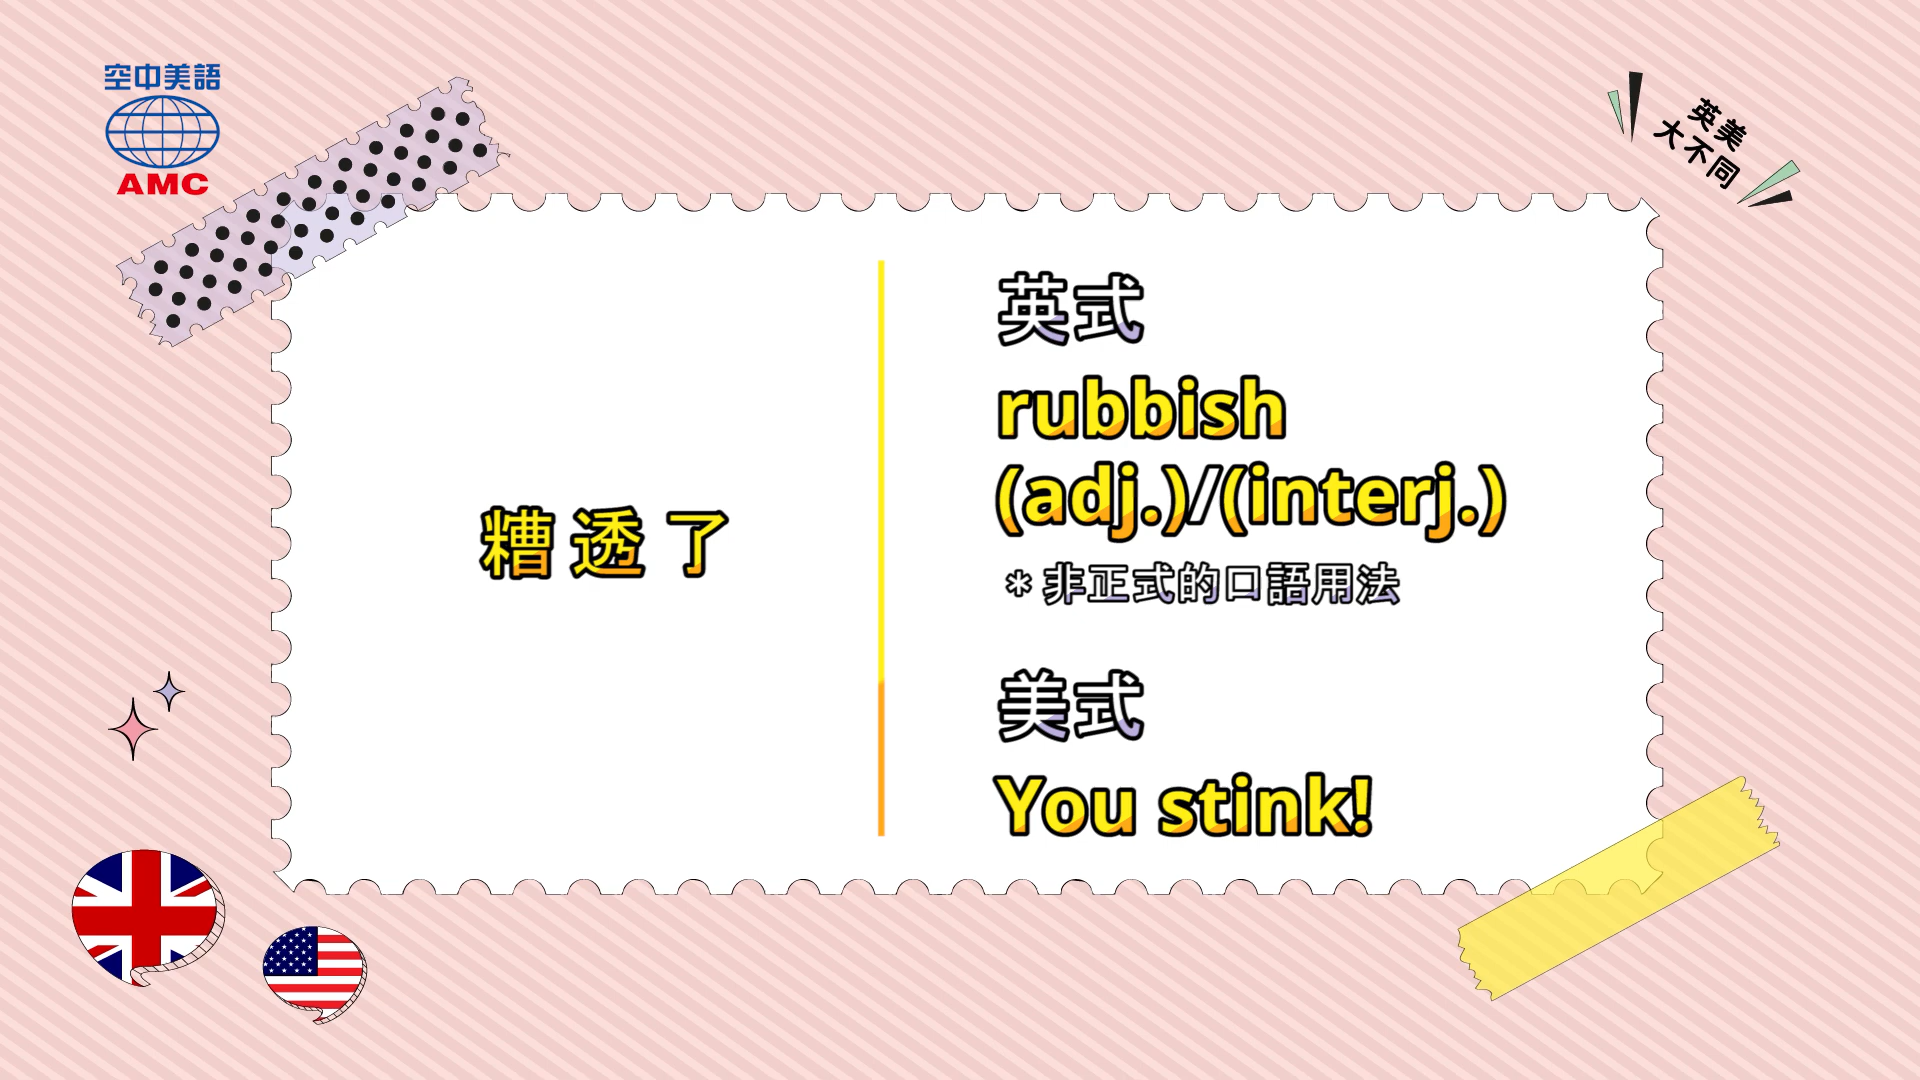 空中美語
AMC
英美
大不同
糟透了
英式
rubbish
(adj.)/(interj.)
*非正式的口語用法
美式
You stink!